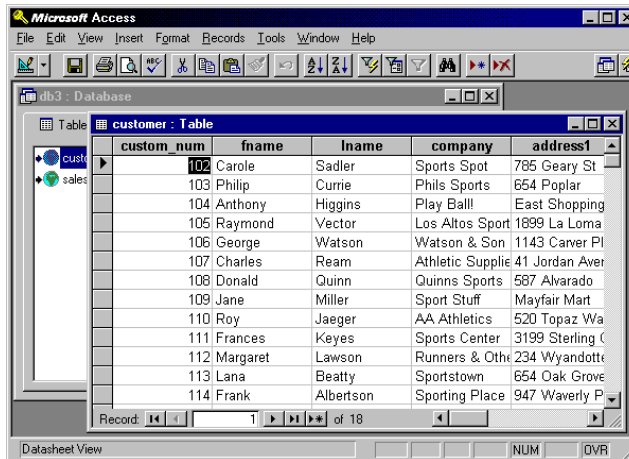 Microsoft Access
File Edit View Insert Format Records Tools Window Help
db3 : Database
Table
custo
sales
customer : Table
custom_num fname lname company address1
102 Carole Sadler Sports Spot 785 Geary St
103 Philip Currie Phils Sports 654 Poplar
104 Anthony Higgins Play Ball! East Shopping
105 Raymond Vector Los Altos Sport 1899 La Loma
106 George Watson Watson & Son 1143 Carver Pl
107 Charles Ream Athletic Supplie 41 Jordan Aven
108 Donald Quinn Quinns Sports 587 Alvarado
109 Jane Miller Sport Stuff Mayfair Mart
110 Roy Jaeger AA Athletics 520 Topaz Wa
111 Frances Keyes Sports Center 3199 Sterling C
112 Margaret Lawson Runners & Othe 234 Wyandotte
113 Lana Beatty Sportstown 654 Oak Grove
114 Frank Albertson Sporting Place 947 Waverly P
Record: 1 of 18
Datasheet View NUM OVR